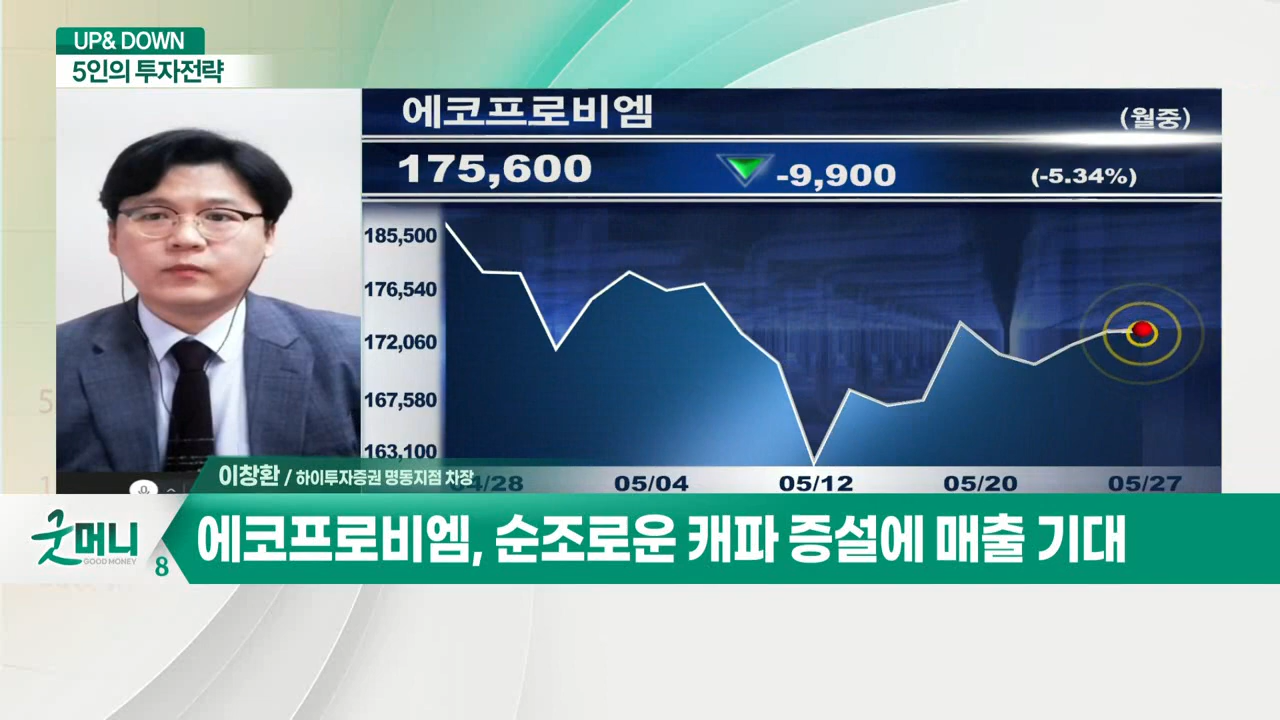 UP& DOWN
5인의 투자전략
에코프로비엠
(월중)
175,600
-9,900
(-5.34%)
185,500
176,540
172,060
167,580
163,100
04/28
05/04
05/12
05/20
05/27
이창환 / 하이투자증권 명동지점 차장
굿머니
GOOD MONEY
8
에코프로비엠, 순조로운 캐파 증설에 매출 기대